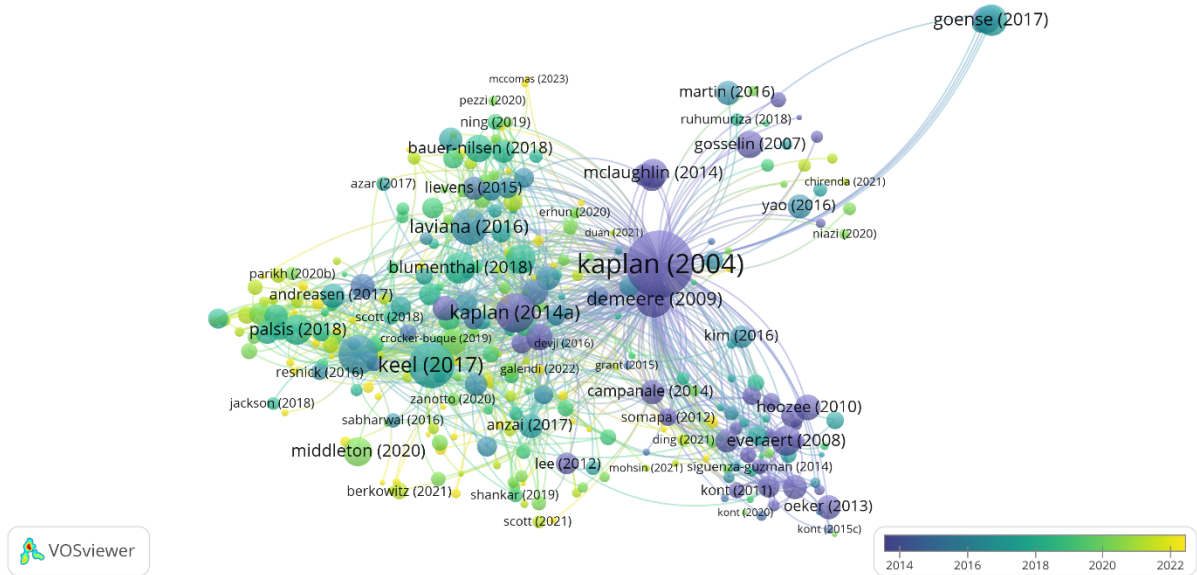 goense (2017)
mccomas (2023)
martin (2016)
pezzi (2020)
ruhumuriza (2018)
ning (2019)
gosselin (2007)
bauer-nilsen (2018)
mclaughlin (2014)
azar (2017)
lievens (2015)
chirenda (2021)
yao (2016)
erhun (2020)
laviana (2016)
duan (2021)
niazi (2020)
kaplan (2004)
blumenthal (2018)
parikh (2020b)
andreasen (2017)
demeere (2009)
kaplan (2014a)
scott (2018)
palsis (2018)
kim (2016)
crocker-buque (2019)
devji (2016)
keel (2017)
grant (2015)
resnick (2016)
galendi (2022)
campanale (2014)
zanotto (2020)
jackson (2018)
hoozee (2010)
somapa (2012)
sabharwal (2016)
anzai (2017)
ding (2021)
everaert (2008)
middleton (2020)
lee (2012)
mohsin (2021)
siguenza-guzman (2014)
berkowitz (2021)
shankar (2019)
kont (2011)
oeker (2013)
kont (2020)
scott (2021)
kont (2015c)
VOSviewer
2014 2016 2018 2020 2022